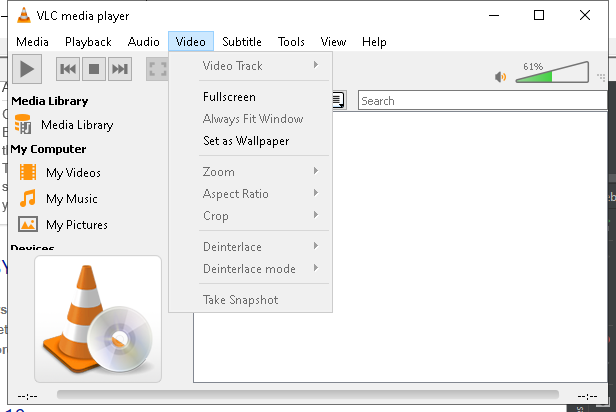 VLC media player
Media Playback Audio Video Subtitle Tools View Help
Video Track
61%
Fullscreen
Always Fit Window
Set as Wallpaper
Zoom
Aspect Ratio
Crop
Deinterlace
Deinterlace mode
Take Snapshot
Search
Media Library
Media Library
My Computer
My Videos
My Music
My Pictures
Devices
--:-- --:--